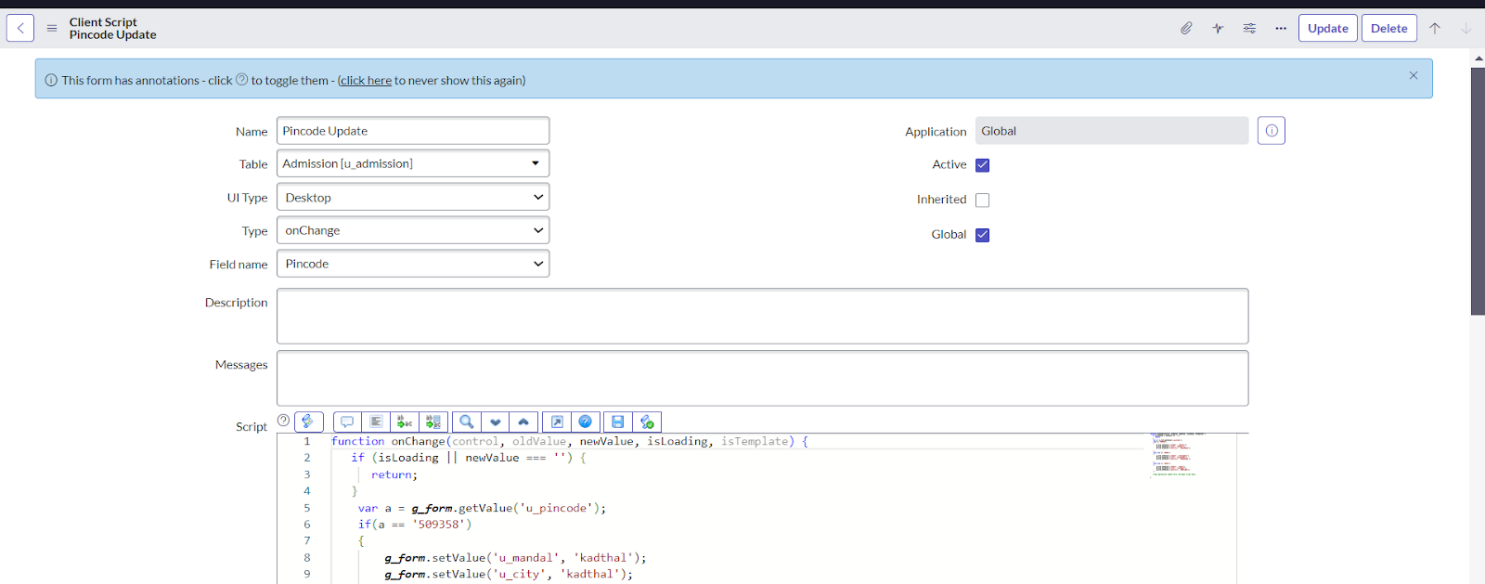 Client Script
Pincode Update
Update
Delete
This form has annotations - click ? to toggle them - (click here to never show this again)
Name
Pincode Update
Application
Global
Table
Admission [u_admission]
Active
UI Type
Desktop
Inherited
Type
onChange
Global
Field name
Pincode
Description
Messages
Script
1 function onChange(control, oldValue, newValue, isLoading, isTemplate) {
2 if (isLoading || newValue === '') {
3 return;
4 }
5 var a = g_form.getValue('u_pincode');
6 if(a == '509358')
7 {
8 g_form.setValue('u_mandal', 'kadthal');
9 g_form.setValue('u_city', 'kadthal');